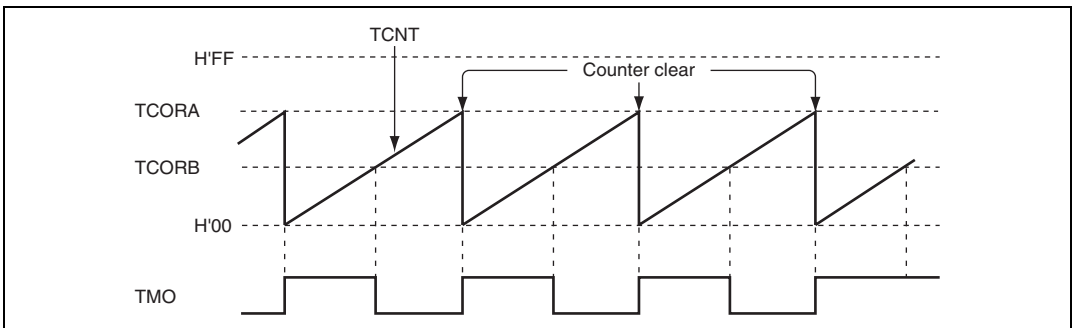 TCNT
H'FF
Counter clear
TCORA
TCORB
H'00
TMO